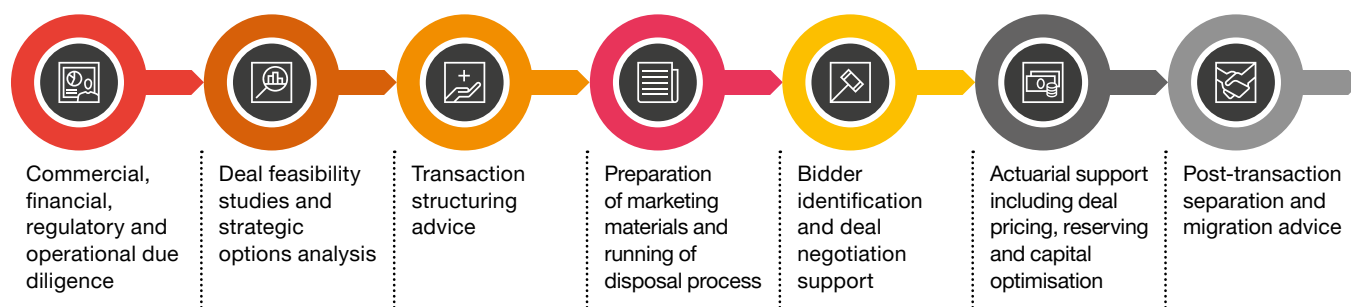 Commercial,
financial,
regulatory and
operational due
diligence
Deal feasibility
studies and
strategic
options analysis
Transaction
structuring
advice
Preparation
of marketing
materials and
running of
disposal process
Bidder
identification
and deal
negotiation
support
Actuarial support
including deal
pricing, reserving
and capital
optimisation
Post-transaction
separation and
migration advice